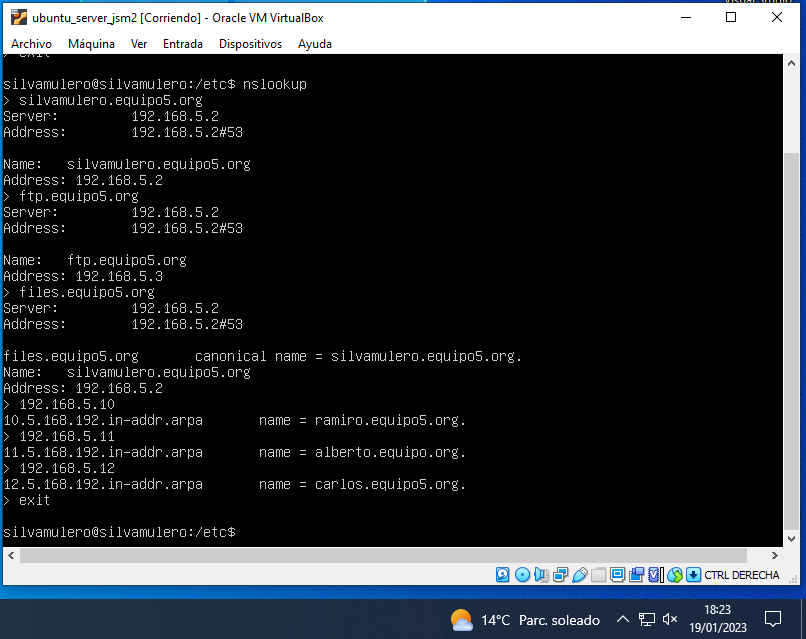 ubuntu_server_jsm2 [Corriendo] - Oracle VM VirtualBox
Archivo Máquina Ver Entrada Dispositivos Ayuda
> exit
silvamulero@silvamulero:/etc$ nslookup
> silvamulero.equipo5.org
Server: 192.168.5.2
Address: 192.168.5.2#53
Name: silvamulero.equipo5.org
Address: 192.168.5.2
> ftp.equipo5.org
Server: 192.168.5.2
Address: 192.168.5.2#53
Name: ftp.equipo5.org
Address: 192.168.5.3
> files.equipo5.org
Server: 192.168.5.2
Address: 192.168.5.2#53
files.equipo5.org canonical name = silvamulero.equipo5.org.
Name: silvamulero.equipo5.org
Address: 192.168.5.2
> 192.168.5.10
10.5.168.192.in-addr.arpa name = ramiro.equipo5.org.
> 192.168.5.11
11.5.168.192.in-addr.arpa name = alberto.equipo.org.
> 192.168.5.12
12.5.168.192.in-addr.arpa name = carlos.equipo5.org.
> exit
silvamulero@silvamulero:/etc$
CTRL DERECHA
14°C Parc. soleado
18:23
19/01/2023